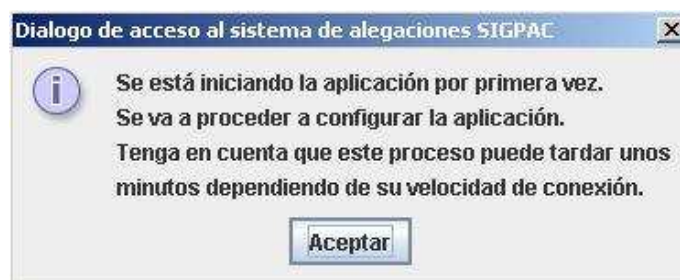 Dialogo de acceso al sistema de alegaciones SIGPAC
Se está iniciando la aplicación por primera vez.
Se va a proceder a configurar la aplicación.
Tenga en cuenta que este proceso puede tardar unos
minutos dependiendo de su velocidad de conexión.
Aceptar